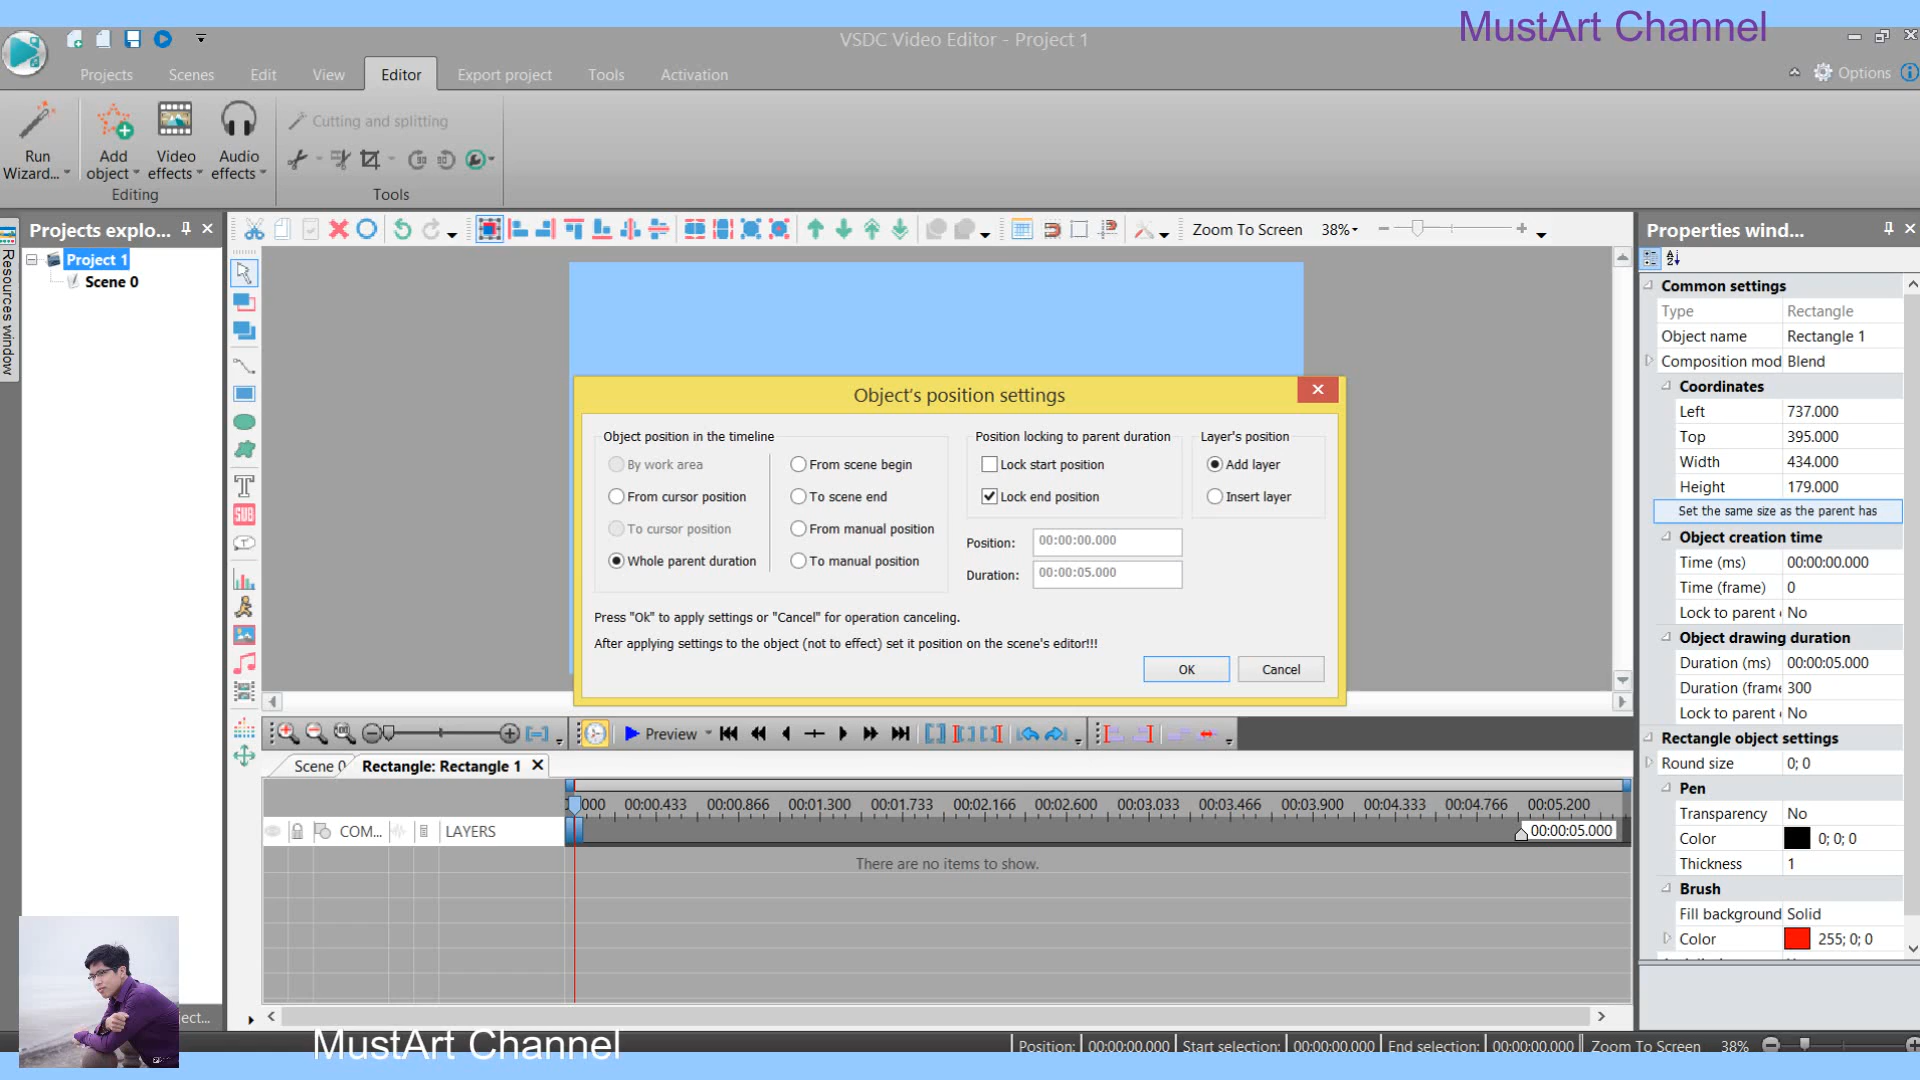 MustArt Channel
VSDC Video Editor - Project 1
Projects
Scenes
Edit
View
Editor
Export project
Tools
Activation
Options
Run
Wizard...
Add
object
Video
effects
Audio
effects
Cutting and splitting
Editing
Tools
Resources window
Projects explo...
Project 1
Scene 0
Zoom To Screen
38%
Properties wind...
Common settings
Type Rectangle
Object name Rectangle 1
Composition mod Blend
Coordinates
Left 737.000
Top 395.000
Width 434.000
Height 179.000
Set the same size as the parent has
Object creation time
Time (ms) 00:00:00.000
Time (frame) 0
Lock to parent No
Object drawing duration
Duration (ms) 00:00:05.000
Duration (frame 300
Lock to parent No
Rectangle object settings
Round size 0; 0
Pen
Transparency No
Color 0; 0; 0
Thickness 1
Brush
Fill background Solid
Color 255; 0; 0
Object's position settings
Object position in the timeline
By work area
From cursor position
To cursor position
Whole parent duration
From scene begin
To scene end
From manual position
To manual position
Position locking to parent duration
Lock start position
Lock end position
Layer's position
Add layer
Insert layer
Position: 00:00:00.000
Duration: 00:00:05.000
Press "Ok" to apply settings or "Cancel" for operation canceling.
After applying settings to the object (not to effect) set it position on the scene's editor!!!
OK
Cancel
T
SUB
Preview
Scene 0
Rectangle: Rectangle 1
000 00:00.433 00:00.866 00:01.300 00:01.733 00:02.166 00:02.600 00:03.033 00:03.466 00:03.900 00:04.333 00:04.766 00:05.200
COM... LAYERS
00:00:05.000
There are no items to show.
ect...
MustArt Channel
Position: 00:00:00.000 Start selection: 00:00:00.000 End selection: 00:00:00.000 Zoom To Screen 38%